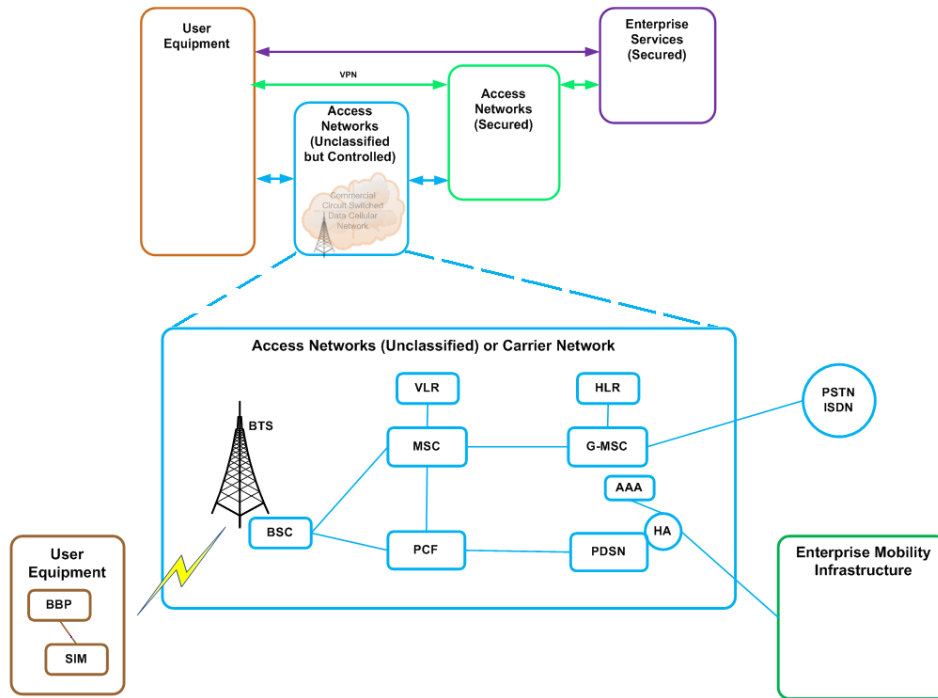 User
Equipment
Enterprise
Services
(Secured)
VPN
Access
Networks
(Secured)
Access
Networks
(Unclassified
but Controlled)
Commercial
Circuit Switched
Data Cellular
Network
Access Networks (Unclassified) or Carrier Network
VLR
HLR
PSTN
ISDN
BTS
MSC
G-MSC
AAA
BSC
PCF
PDSN
HA
User
Equipment
BBP
SIM
Enterprise Mobility
Infrastructure